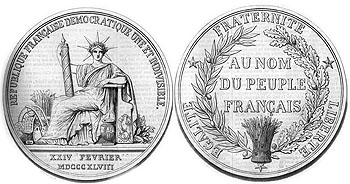 REPUBLIQUE FRANÇAISE DEMOCRATIQUE UNE ET INDIVISIBLE.
XXIV FEVRIER
MDCCCXLVIII
FRATERNITE
EGALITE
LIBERTE
AU NOM
DU PEUPLE
FRANÇAIS